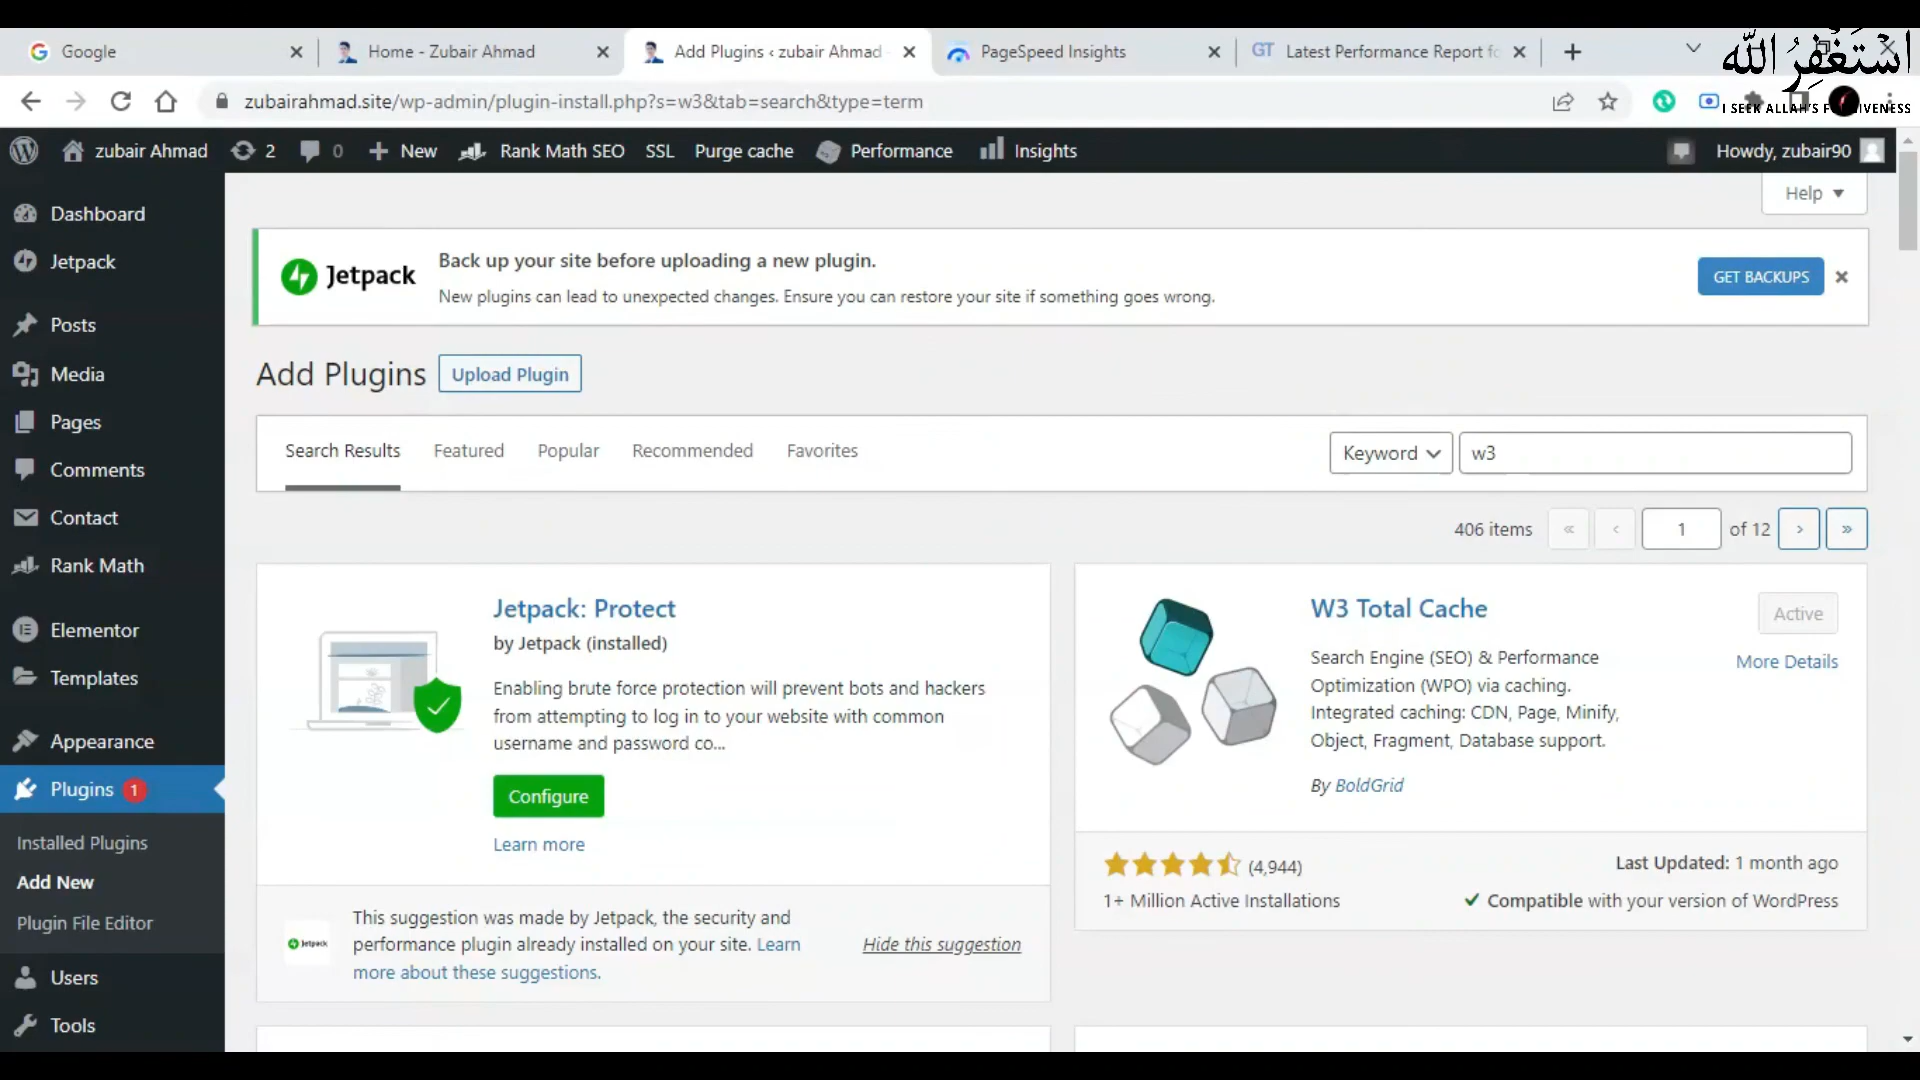 Google
Home - Zubair Ahmad
Add Plugins ‹ zubair Ahmad
PageSpeed Insights
GT Latest Performance Report fo
أستغفر الله
I SEEK ALLAH'S F IVENESS
zubairahmad.site/wp-admin/plugin-install.php?s=w3&tab=search&type=term
zubair Ahmad
2
0
New
Rank Math SEO
SSL
Purge cache
Performance
Insights
Howdy, zubair90
Help
Dashboard
Jetpack
Posts
Media
Pages
Comments
Contact
Rank Math
Elementor
Templates
Appearance
Plugins 1
Installed Plugins
Add New
Plugin File Editor
Users
Tools
Jetpack
Back up your site before uploading a new plugin.
New plugins can lead to unexpected changes. Ensure you can restore your site if something goes wrong.
GET BACKUPS
Add Plugins
Upload Plugin
Search Results
Featured
Popular
Recommended
Favorites
Keyword
w3
406 items
«
‹
1
of 12
›
»
Jetpack: Protect
by Jetpack (installed)
Enabling brute force protection will prevent bots and hackers
from attempting to log in to your website with common
username and password co...
Configure
Learn more
Jetpack
This suggestion was made by Jetpack, the security and
performance plugin already installed on your site. Learn
more about these suggestions.
Hide this suggestion
W3 Total Cache
Active
More Details
Search Engine (SEO) & Performance
Optimization (WPO) via caching.
Integrated caching: CDN, Page, Minify,
Object, Fragment, Database support.
By BoldGrid
(4,944)
1+ Million Active Installations
Last Updated: 1 month ago
Compatible with your version of WordPress